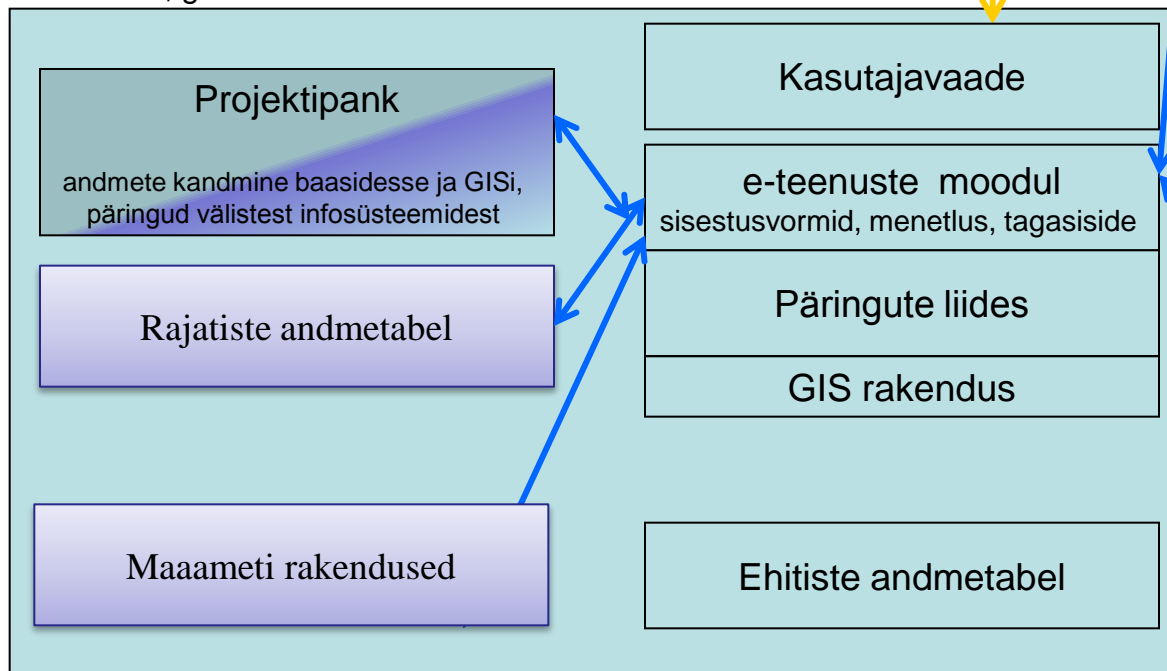 Projektipank
andmete kandmine baasidesse ja GISi,
päringud välistest infosüsteemidest
Rajatiste andmetabel
Maaameti rakendused
Kasutajavaade
e-teenuste moodul
sisestusvormid, menetlus, tagasiside
Päringute liides
GIS rakendus
Ehitiste andmetabel